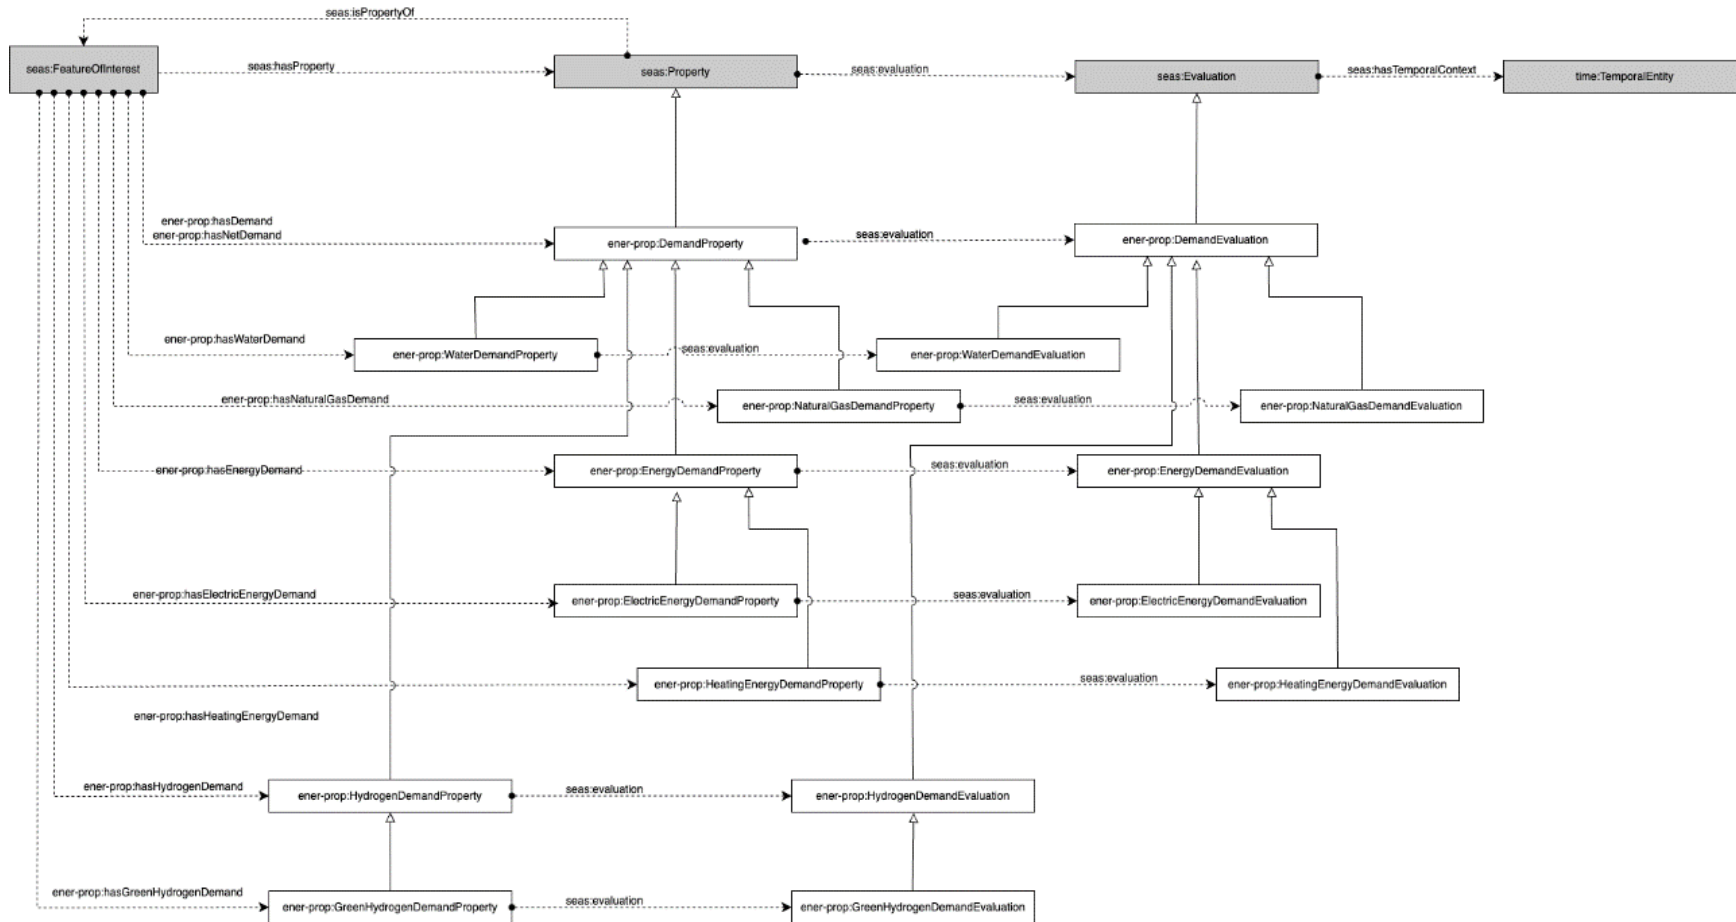 seas:isPropertyOf
seas:FeatureOfInterest
seas:hasProperty
seas:Property
seas:evaluation
seas:Evaluation
seas:hasTemporalContext
time:TemporalEntity
ener-prop:hasDemand
ener-prop:hasNetDemand
ener-prop:DemandProperty
seas:evaluation
ener-prop:DemandEvaluation
ener-prop:hasWaterDemand
ener-prop:WaterDemandProperty
seas:evaluation
ener-prop:WaterDemandEvaluation
ener-prop:hasNaturalGasDemand
ener-prop:NaturalGasDemandProperty
seas:evaluation
ener-prop:NaturalGasDemandEvaluation
ener-prop:hasEnergyDemand
ener-prop:EnergyDemandProperty
seas:evaluation
ener-prop:EnergyDemandEvaluation
ener-prop:hasElectricEnergyDemand
ener-prop:ElectricEnergyDemandProperty
seas:evaluation
ener-prop:ElectricEnergyDemandEvaluation
ener-prop:HeatingEnergyDemandProperty
seas:evaluation
ener-prop:HeatingEnergyDemandEvaluation
ener-prop:hasHeatingEnergyDemand
ener-prop:hasHydrogenDemand
ener-prop:HydrogenDemandProperty
seas:evaluation
ener-prop:HydrogenDemandEvaluation
ener-prop:hasGreenHydrogenDemand
ener-prop:GreenHydrogenDemandProperty
seas:evaluation
ener-prop:GreenHydrogenDemandEvaluation